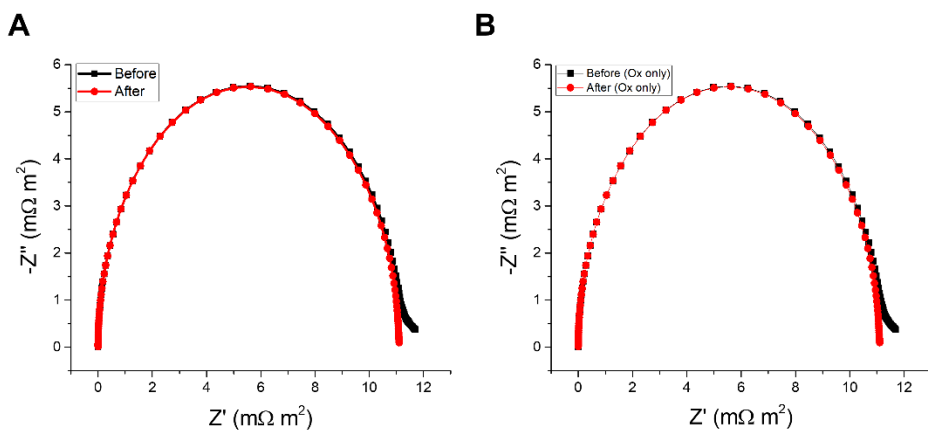 A
6
5
4
3
2
1
0
-Z'' (mΩ m²)
Before
After
0 2 4 6 8 10 12
Z' (mΩ m²)
B
6
5
4
3
2
1
0
-Z'' (mΩ m²)
Before (Ox only)
After (Ox only)
0 2 4 6 8 10 12
Z' (mΩ m²)